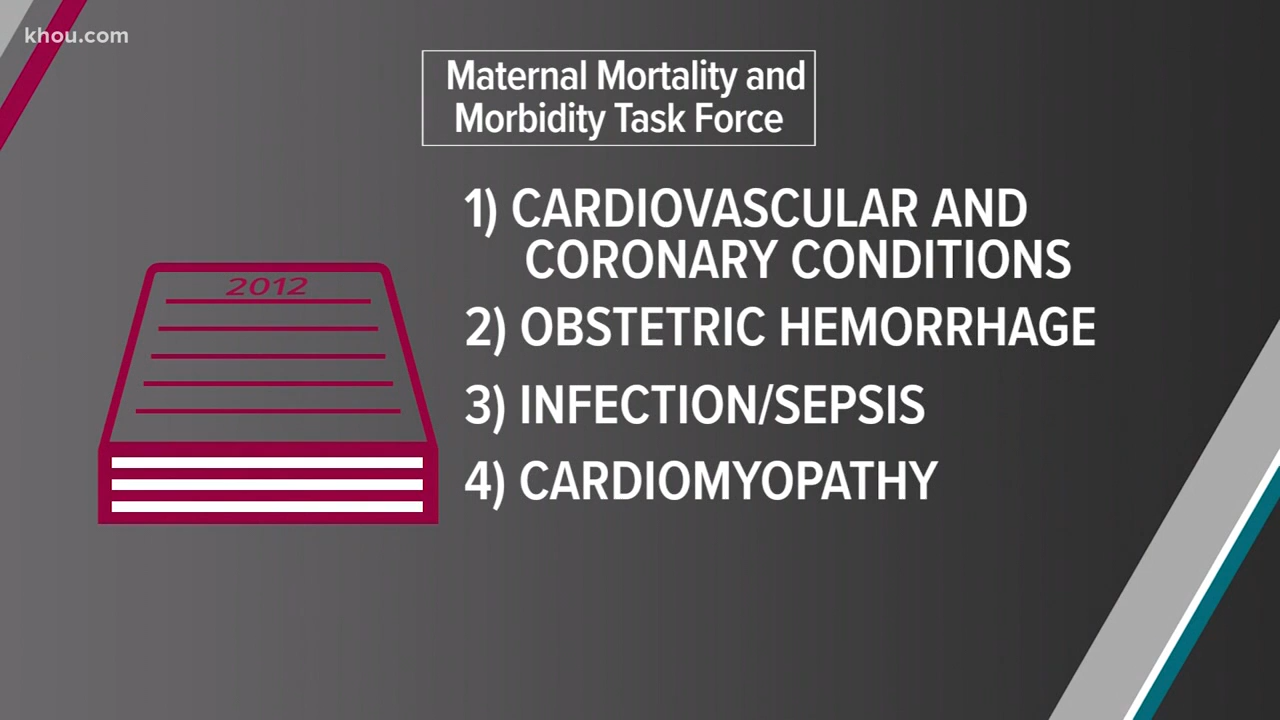 khou.com
Maternal Mortality and
Morbidity Task Force
1) CARDIOVASCULAR AND
CORONARY CONDITIONS
2) OBSTETRIC HEMORRHAGE
3) INFECTION/SEPSIS
4) CARDIOMYOPATHY
2012